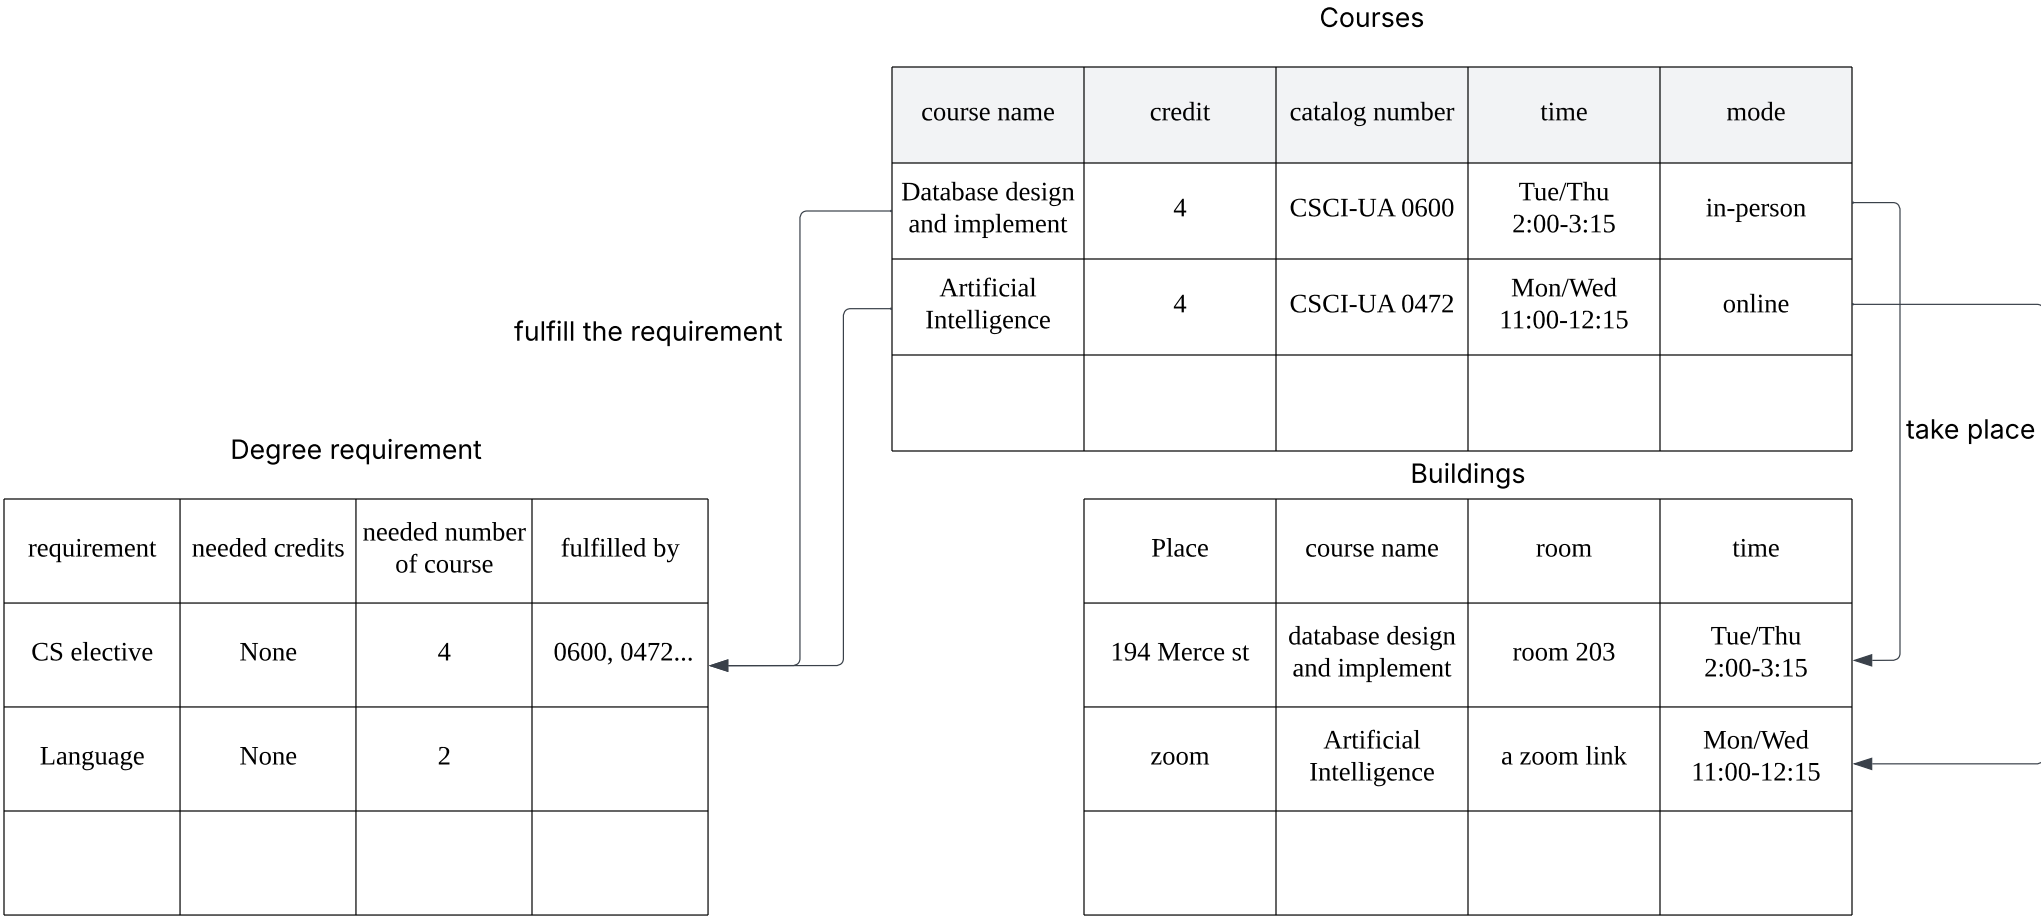 Courses
course name
credit
catalog number
time
mode
Database design
and implement
4
CSCI-UA 0600
Tue/Thu
2:00-3:15
in-person
Artificial
Intelligence
4
CSCI-UA 0472
Mon/Wed
11:00-12:15
online
fulfill the requirement
take place
Degree requirement
requirement
needed credits
needed number
of course
fulfilled by
CS elective
None
4
0600, 0472...
Language
None
2
Buildings
Place
course name
room
time
194 Merce st
database design
and implement
room 203
Tue/Thu
2:00-3:15
zoom
Artificial
Intelligence
a zoom link
Mon/Wed
11:00-12:15